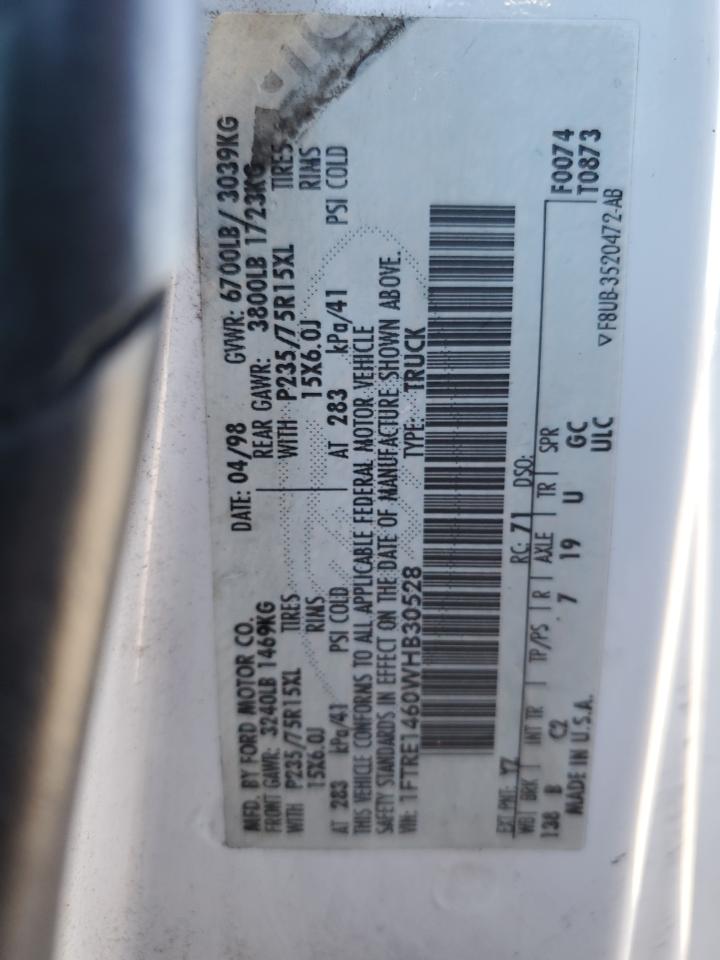 MFD. BY FORD MOTOR CO. DATE: 04/98 GVWR: 6700LB/ 3039KG
FRONT GAWR: 3240LB 1469KG REAR GAWR: 3800LB 1723KG
WITH P235/75R15XL TIRES WITH P235/75R15XL TIRES
15X6.0J RIMS 15X6.0J RIMS
AT 283 kPa/41 PSI COLD AT 283 kPa/41 PSI COLD
THIS VEHICLE CONFORMS TO ALL APPLICABLE FEDERAL MOTOR VEHICLE
SAFETY STANDARDS IN EFFECT ON THE DATE OF MANUFACTURE SHOWN ABOVE.
VIN: 1FTRE1460WHB30528 TYPE: TRUCK
EXT PNT: YZ RC: 71 DSO:
WB BRK INT TR TP/PS R AXLE TR SPR F0074
138 B C2 7 19 U GC T0873
MADE IN U.S.A. ULC
▽F8UB-3520472-AB